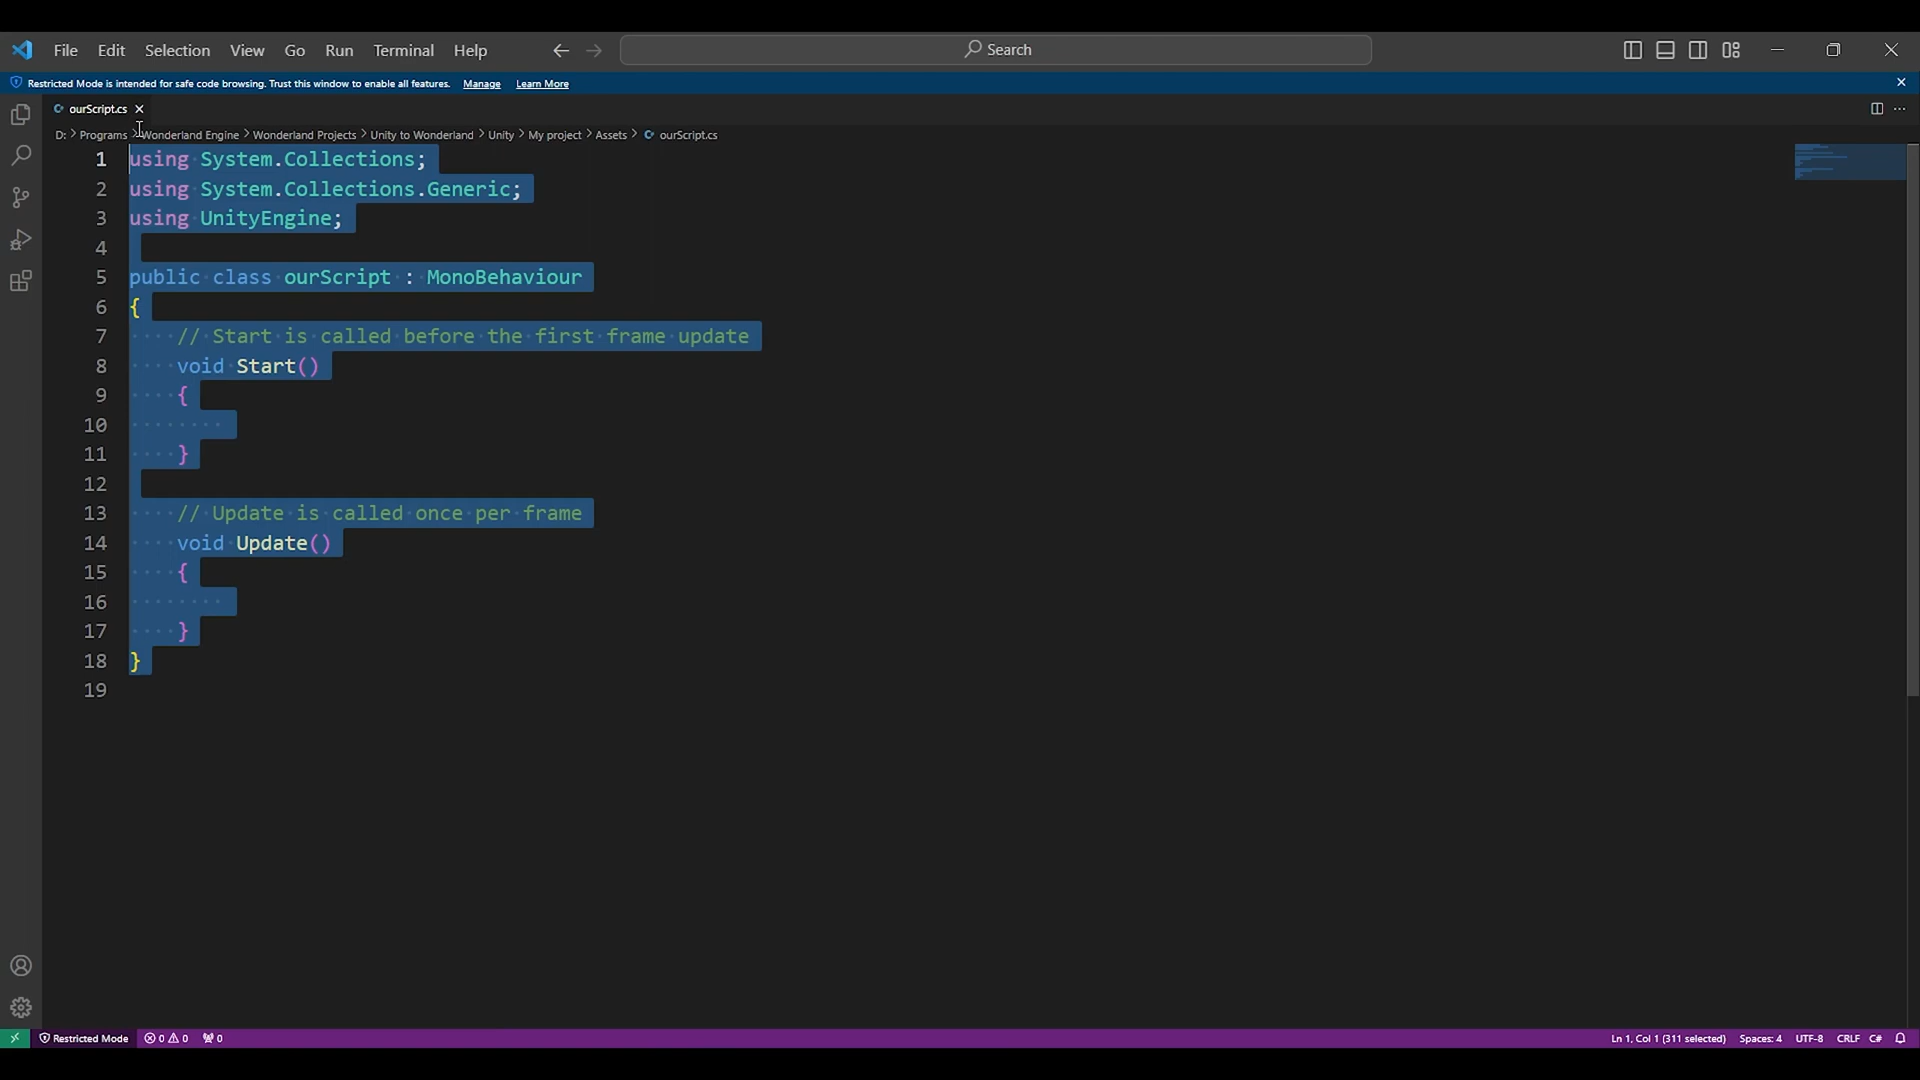 File Edit Selection View Go Run Terminal Help Search
Restricted Mode is intended for safe code browsing. Trust this window to enable all features. Manage Learn More
ourScript.cs
D: > Programs > Wonderland Engine > Wonderland Projects > Unity to Wonderland > Unity > My project > Assets > ourScript.cs
1 using System.Collections;
2 using System.Collections.Generic;
3 using UnityEngine;
4
5 public class ourScript : MonoBehaviour
6 {
7     // Start is called before the first frame update
8     void Start()
9     {
10
11     }
12
13     // Update is called once per frame
14     void Update()
15     {
16
17     }
18 }
19
Restricted Mode 0 0 0 Ln 1, Col 1 (311 selected) Spaces: 4 UTF-8 CRLF C#